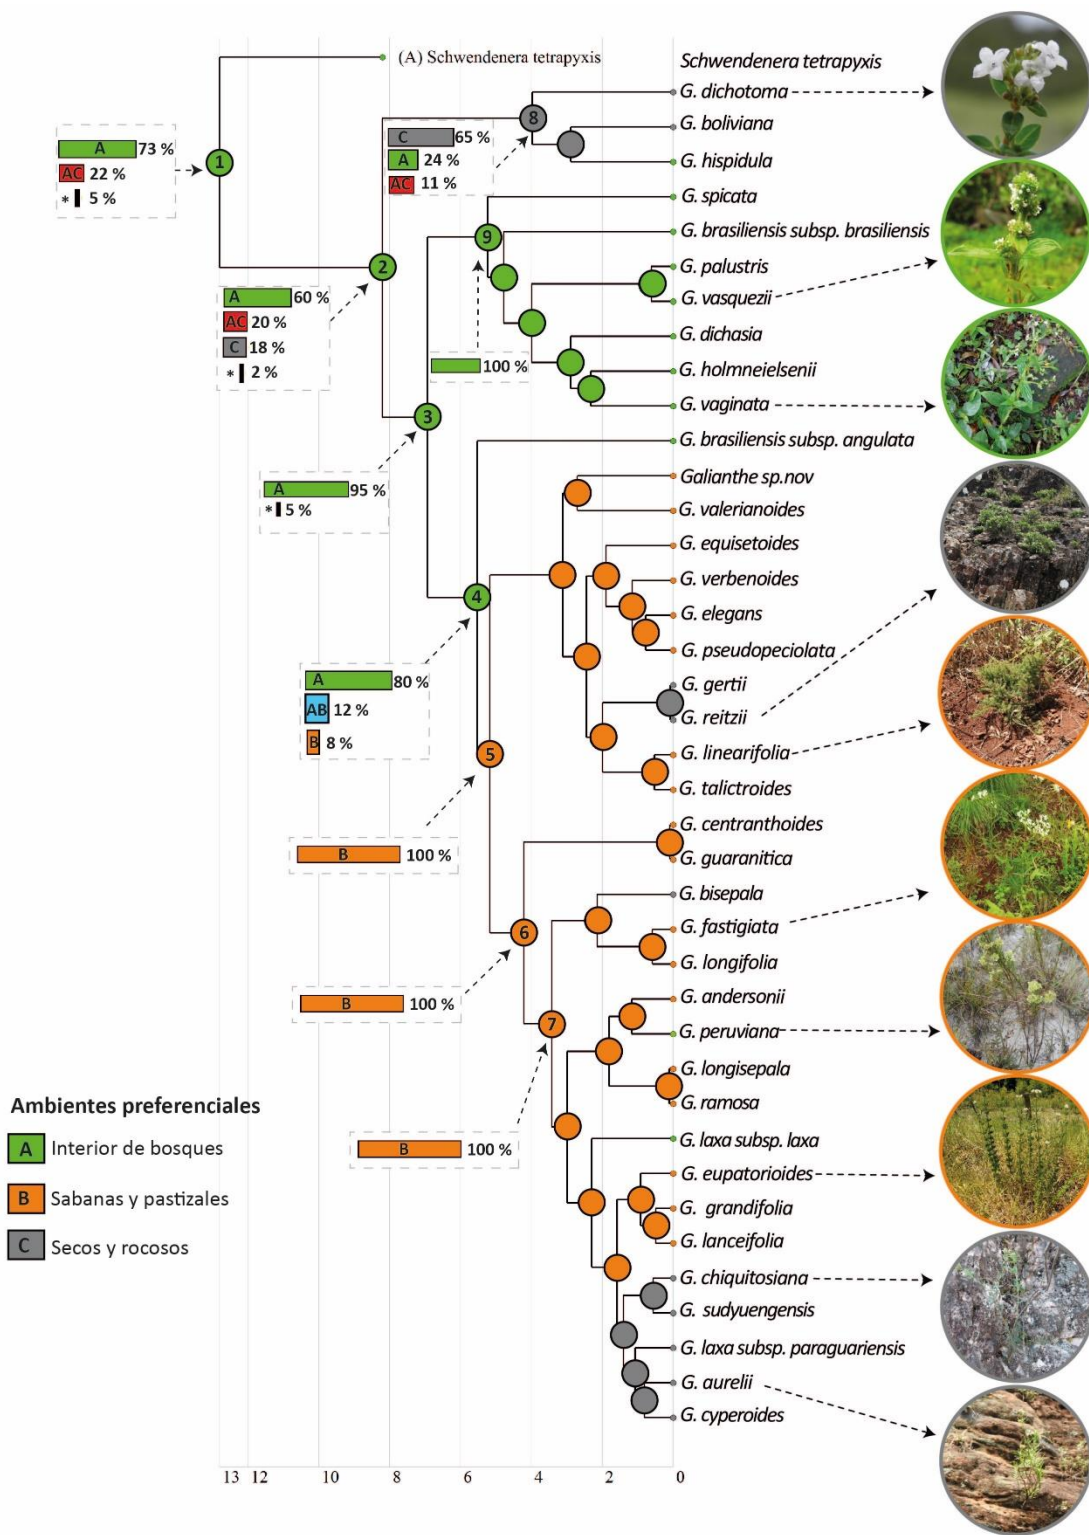 (A) Schwendenera tetrapyxis
Schwendenera tetrapyxis
G. dichotoma
G. boliviana
G. hispidula
G. spicata
G. brasiliensis subsp. brasiliensis
G. palustris
G. vasquezii
G. dichasia
G. holmneielsenii
G. vaginata
G. brasiliensis subsp. angulata
Galianthe sp.nov
G. valerianoides
G. equisetoides
G. verbenoides
G. elegans
G. pseudopeciolata
G. gertii
G. reitzii
G. linearifolia
G. talictroides
G. centranthoides
G. guaranitica
G. bisepala
G. fastigiata
G. longifolia
G. andersonii
G. peruviana
G. longisepala
G. ramosa
G. laxa subsp. laxa
G. eupatorioides
G. grandifolia
G. lanceifolia
G. chiquitosiana
G. sudyuengensis
G. laxa subsp. paraguariensis
G. aurelii
G. cyperoides
A 73 %
AC 22 %
* 5 %
1
C 65 %
A 24 %
AC 11 %
8
9
2
A 60 %
AC 20 %
C 18 %
* 2 %
100 %
3
A 95 %
* 5 %
4
A 80 %
AB 12 %
B 8 %
5
B 100 %
6
B 100 %
7
B 100 %
Ambientes preferenciales
A Interior de bosques
B Sabanas y pastizales
C Secos y rocosos
13 12 10 8 6 4 2 0